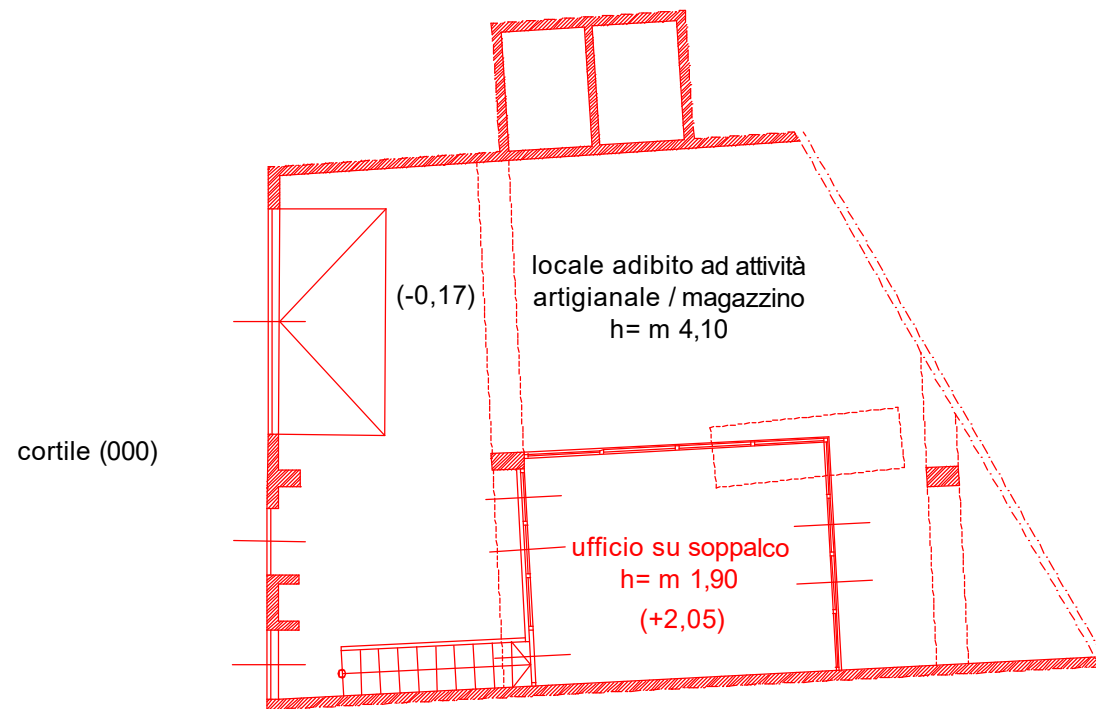 locale adibito ad attività
artigianale / magazzino
h= m 4,10
(-0,17)
cortile (000)
ufficio su soppalco
h= m 1,90
(+2,05)